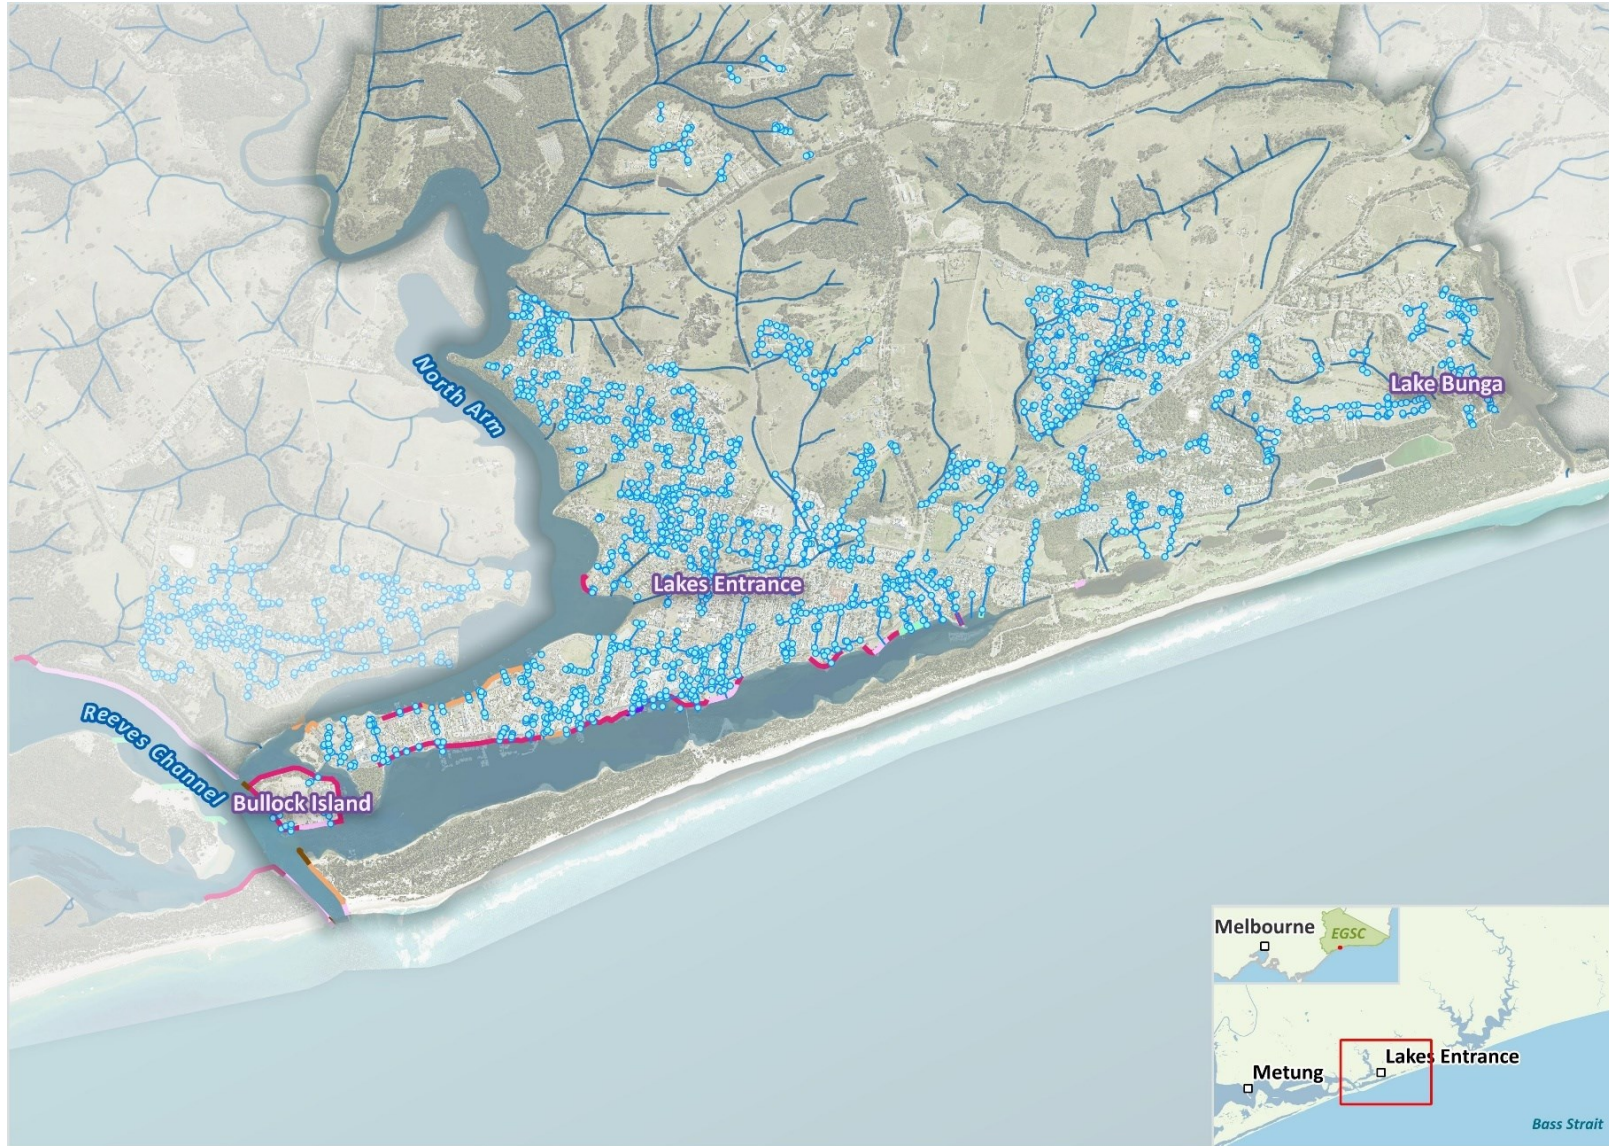 North Arm
Lake Bunga
Lakes Entrance
Reeves Channel
Bullock Island
Melbourne
EGSC
Lakes Entrance
Metung
Bass Strait